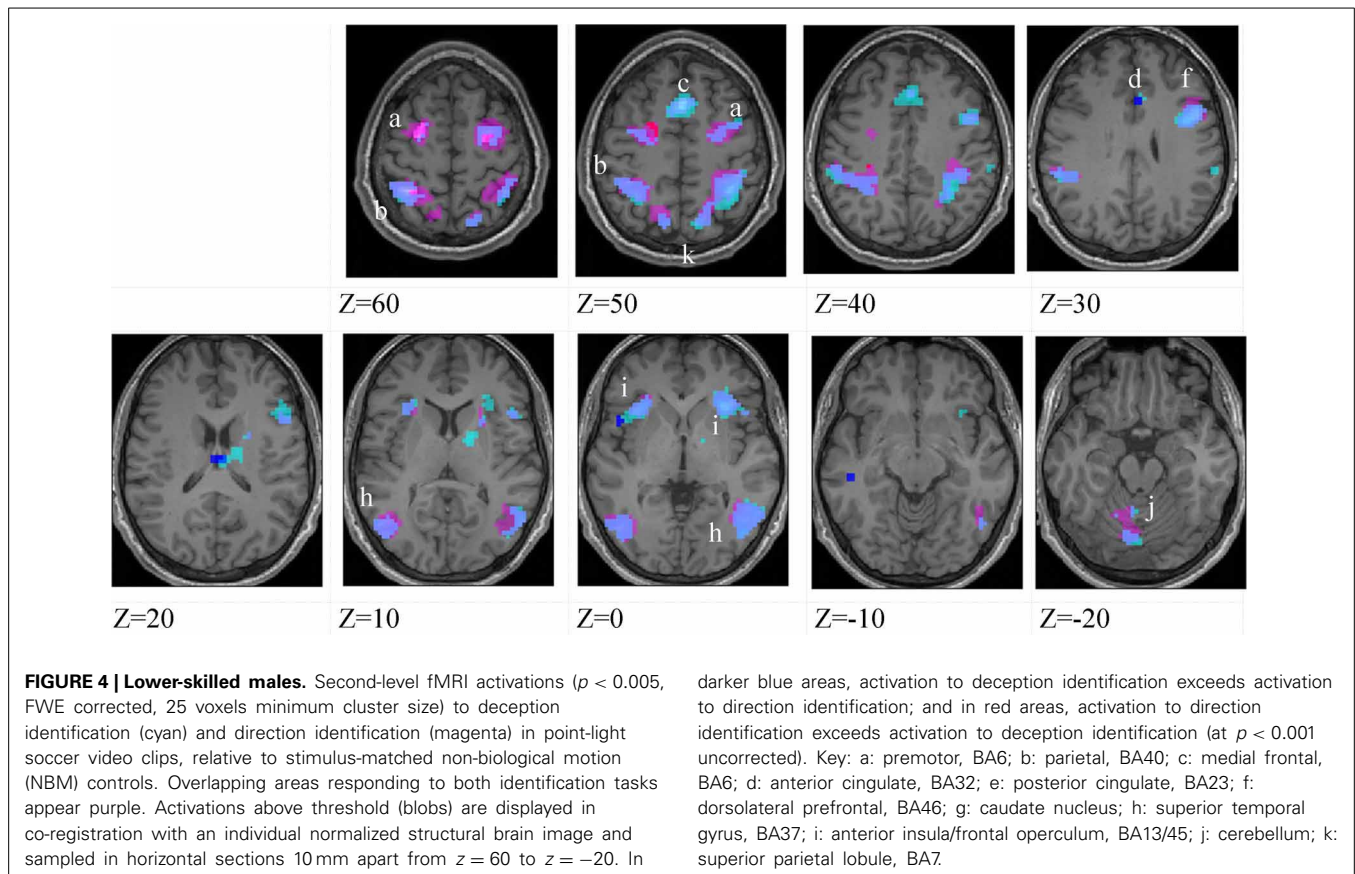 c
d
f
a
a
b
b
k
Z=60
Z=50
Z=40
Z=30
i
i
h
h
j
Z=20
Z=10
Z=0
Z=-10
Z=-20
FIGURE 4 | Lower-skilled males. Second-level fMRI activations (p < 0.005,
FWE corrected, 25 voxels minimum cluster size) to deception
identification (cyan) and direction identification (magenta) in point-light
soccer video clips, relative to stimulus-matched non-biological motion
(NBM) controls. Overlapping areas responding to both identification tasks
appear purple. Activations above threshold (blobs) are displayed in
co-registration with an individual normalized structural brain image and
sampled in horizontal sections 10 mm apart from z = 60 to z = −20. In
darker blue areas, activation to deception identification exceeds activation
to direction identification; and in red areas, activation to direction
identification exceeds activation to deception identification (at p < 0.001
uncorrected). Key: a: premotor, BA6; b: parietal, BA40; c: medial frontal,
BA6; d: anterior cingulate, BA32; e: posterior cingulate, BA23; f:
dorsolateral prefrontal, BA46; g: caudate nucleus; h: superior temporal
gyrus, BA37; i: anterior insula/frontal operculum, BA13/45; j: cerebellum; k:
superior parietal lobule, BA7.